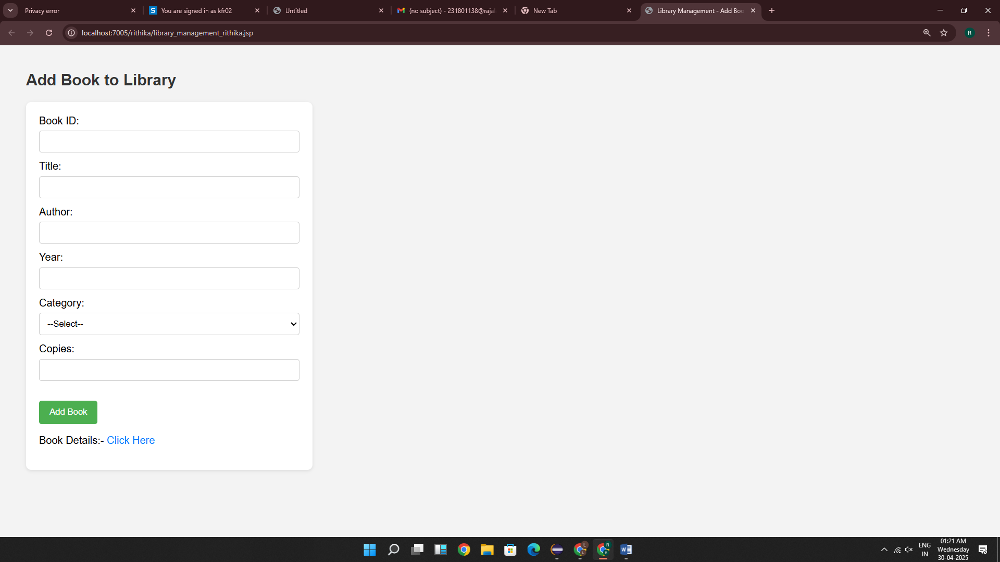 Privacy error
S You are signed in as kfr02
Untitled
(no subject) - 231801138@raja
New Tab
Library Management - Add Boo
localhost:7005/rithika/library_management_rithika.jsp
R
Add Book to Library
Book ID:
Title:
Author:
Year:
Category:
--Select--
Copies:
Add Book
Book Details:- Click Here
L
R
W
ENG
IN
01:21 AM
Wednesday
30-04-2025